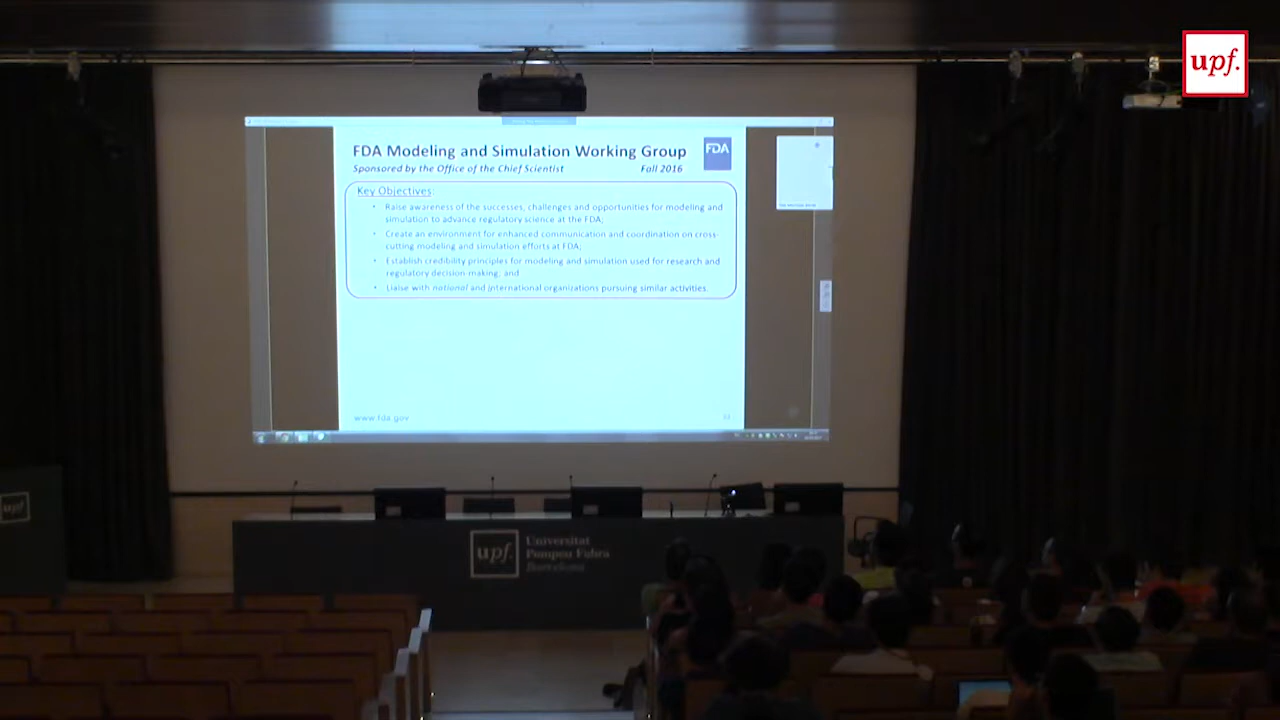 upf.
FDA Modeling and Simulation Working Group
FDA
Sponsored by the Office of the Chief Scientist Fall 2016
Key Objectives:
• Raise awareness of the successes, challenges and opportunities for modeling and
simulation to advance regulatory science at the FDA;
• Create an environment for enhanced communication and coordination on cross-
cutting modeling and simulation efforts at FDA;
• Establish credibility principles for modeling and simulation used for research and
regulatory decision making; and
• Liaise with national and international organizations pursuing similar activities.
www.fda.gov
upf.
upf.
Universitat
Pompeu Fabra
Barcelona